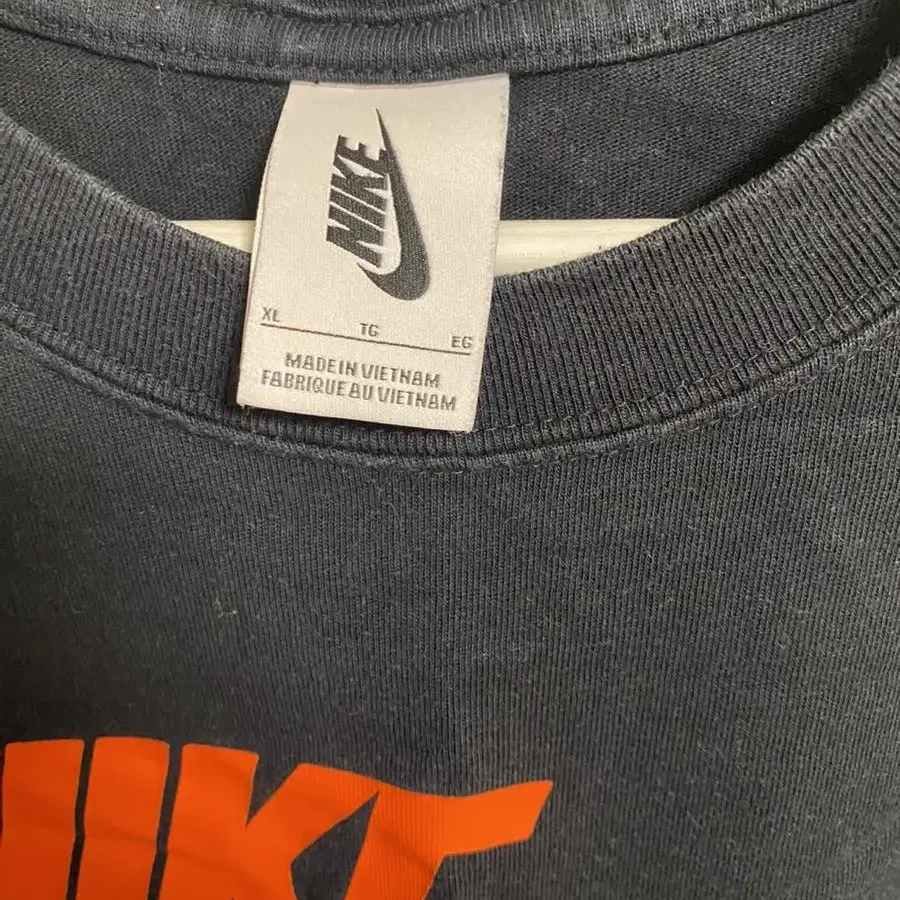 NIKE
XL TG EG
MADE IN VIETNAM
FABRIQUE AU VIETNAM